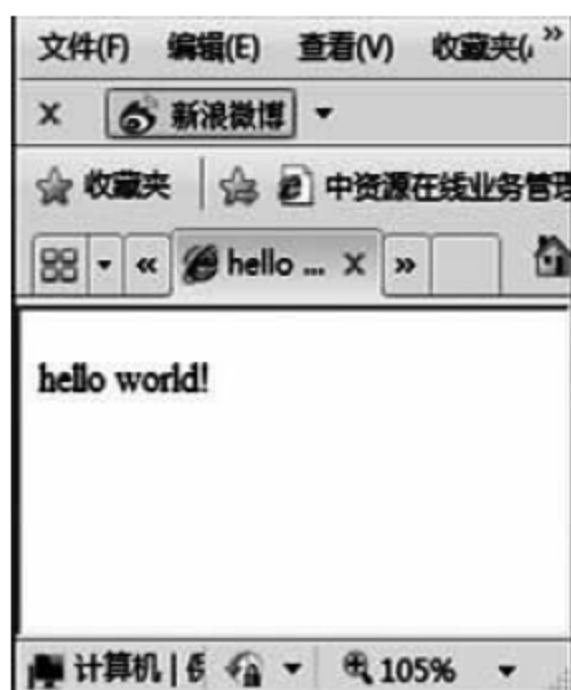 文件(F) 编辑(E) 查看(V) 收藏夹(, »
x 新浪微博
收藏夹 中资源在线业务管理
« hello ... X »
hello world!
计算机 | 105%